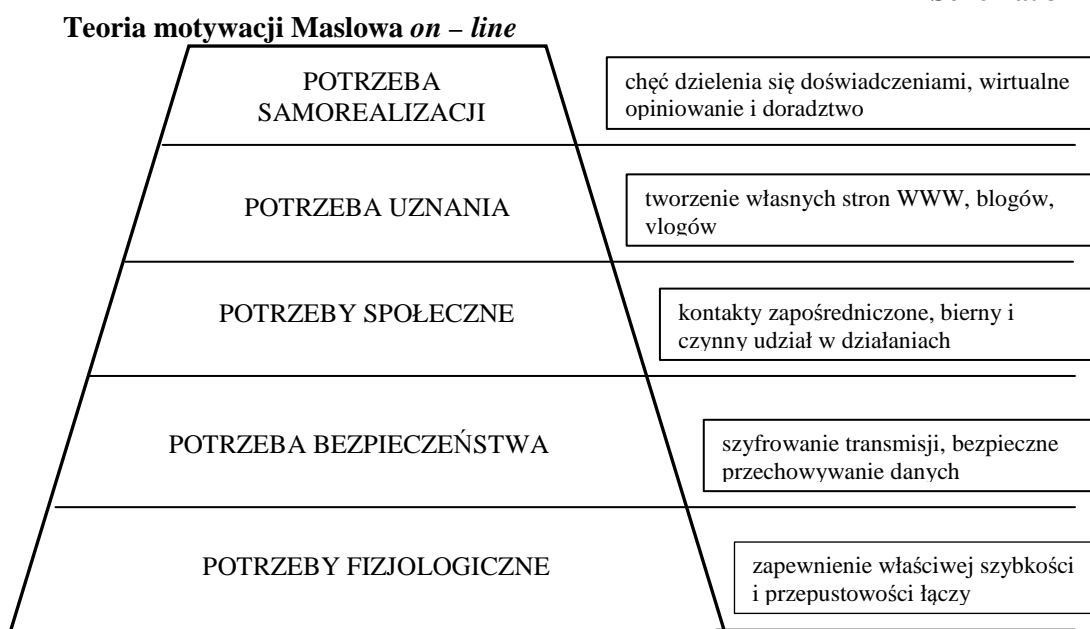 Teoria motywacji Maslowa on – line
POTRZEBA
SAMOREALIZACJI
chęć dzielenia się doświadczeniami, wirtualne
opiniowanie i doradztwo
POTRZEBA UZNANIA
tworzenie własnych stron WWW, blogów,
vlogów
POTRZEBY SPOŁECZNE
kontakty zapośredniczone, bierny i
czynny udział w działaniach
POTRZEBA BEZPIECZEŃSTWA
szyfrowanie transmisji, bezpieczne
przechowywanie danych
POTRZEBY FIZJOLOGICZNE
zapewnienie właściwej szybkości
i przepustowości łączy